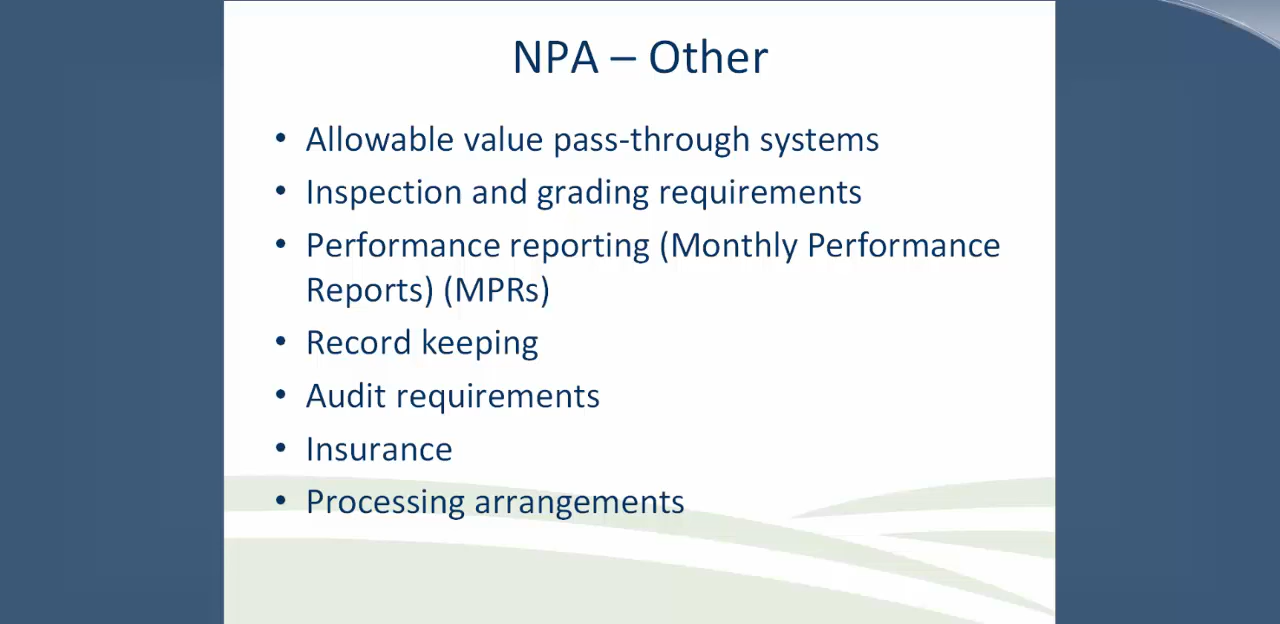 NPA – Other
• Allowable value pass-through systems
• Inspection and grading requirements
• Performance reporting (Monthly Performance
Reports) (MPRs)
• Record keeping
• Audit requirements
• Insurance
• Processing arrangements